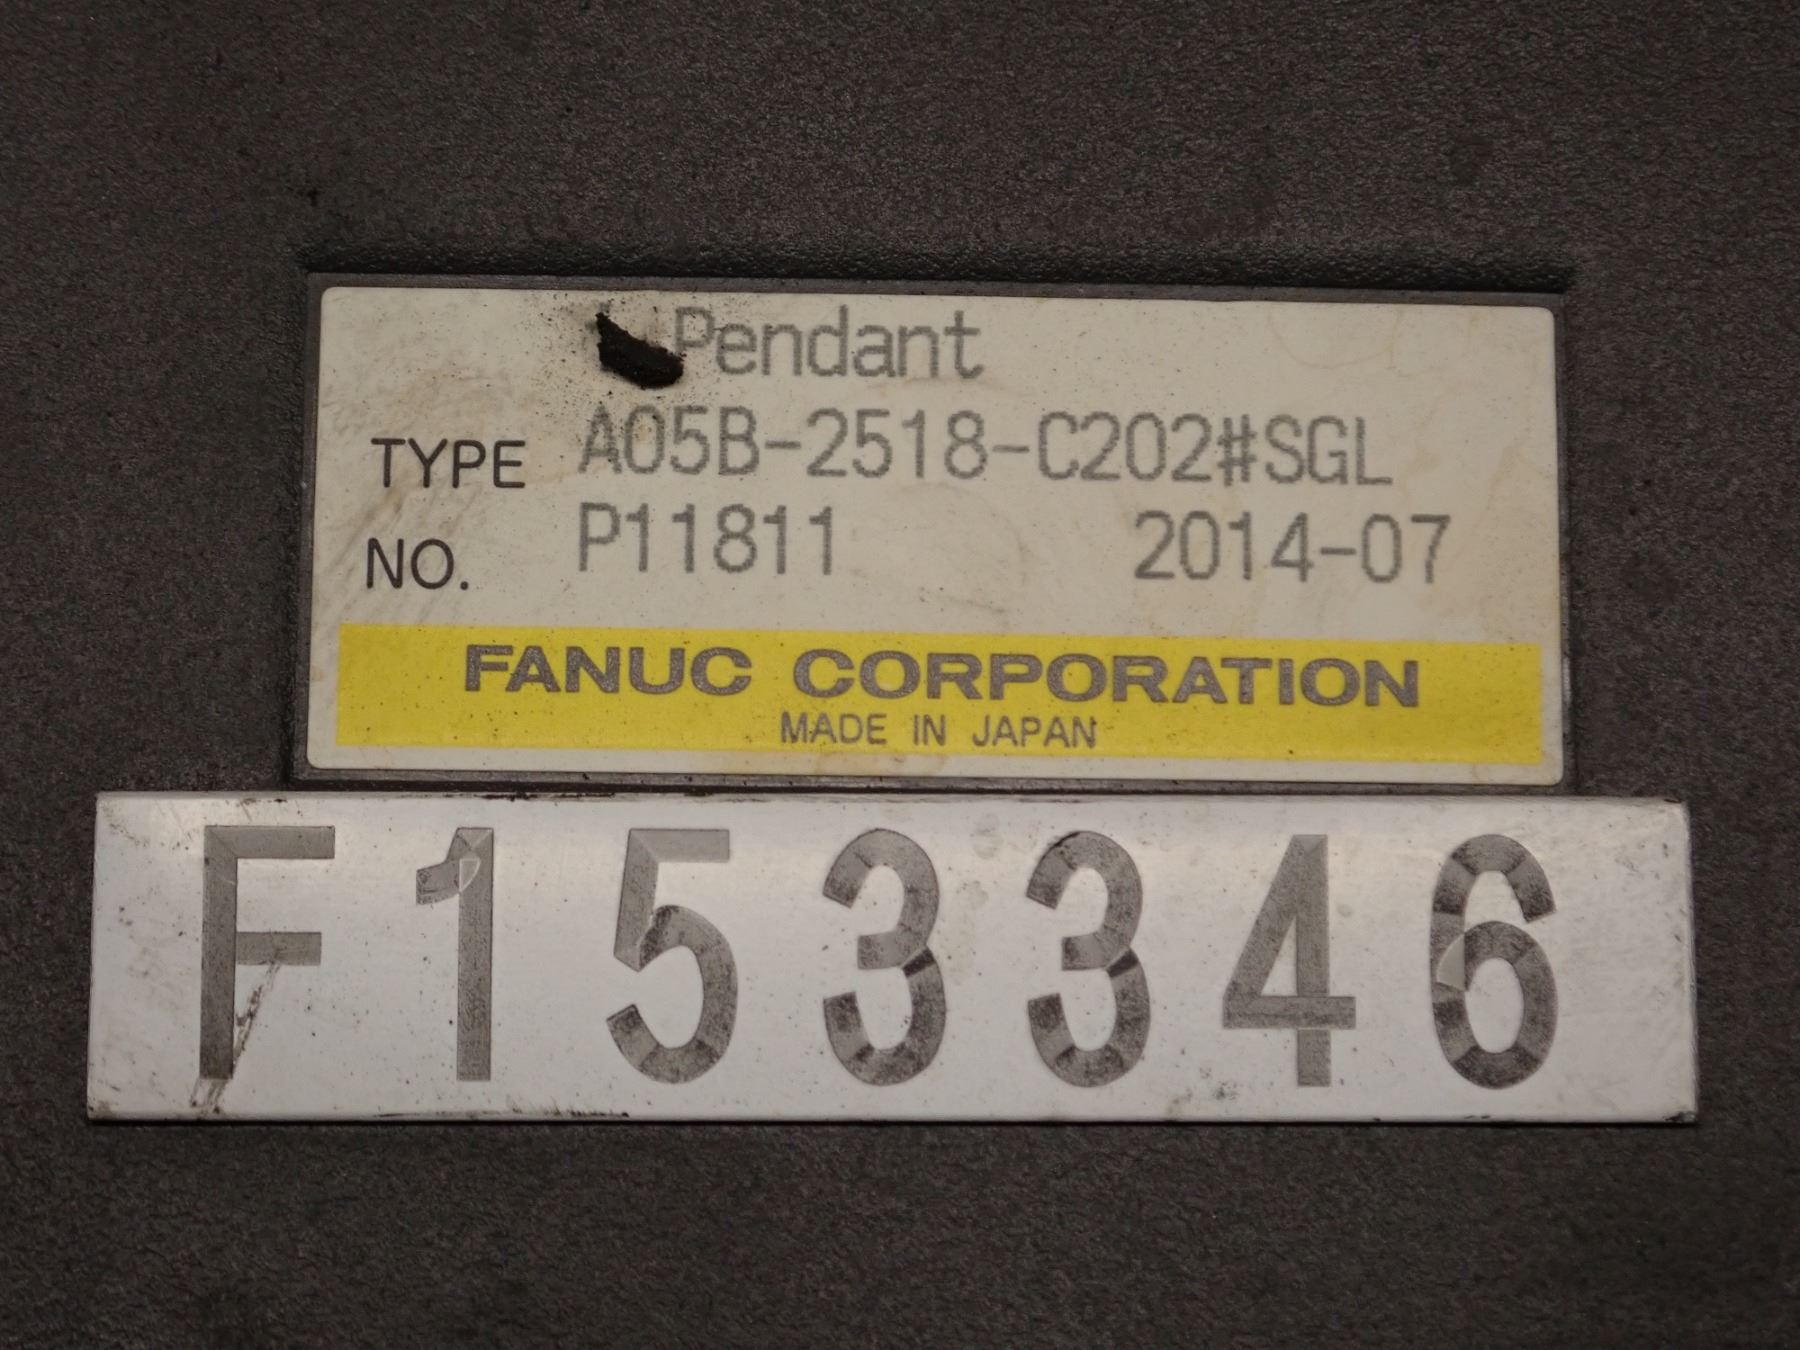 Pendant
TYPE A05B-2518-C202#SGL
NO. P11811 2014-07
FANUC CORPORATION
MADE IN JAPAN
F153346